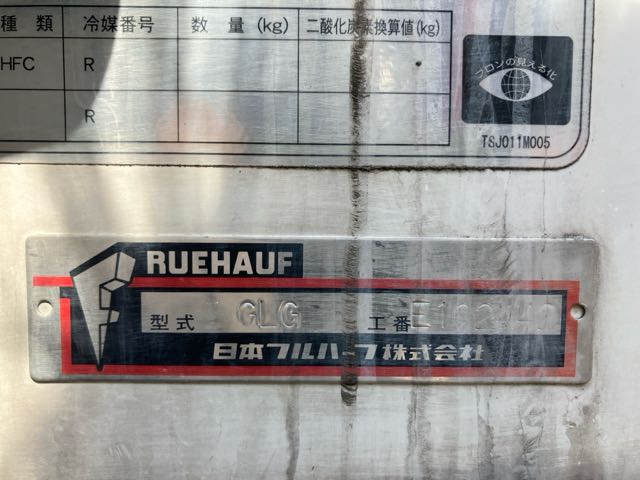 種類 冷媒番号 数量(kg) 二酸化炭素換算値(kg)
HFC R
R
フロンの見える化
TSJ011M005
FRUEHAUF
型式 GLG 工番
日本フルハーフ株式会社